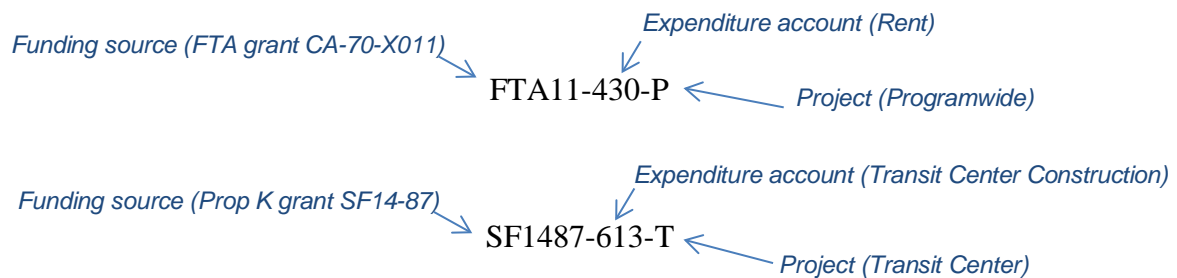 Expenditure account (Rent)
Funding source (FTA grant CA-70-X011)
FTA11-430-P
Project (Programwide)
Expenditure account (Transit Center Construction)
Funding source (Prop K grant SF14-87)
SF1487-613-T
Project (Transit Center)